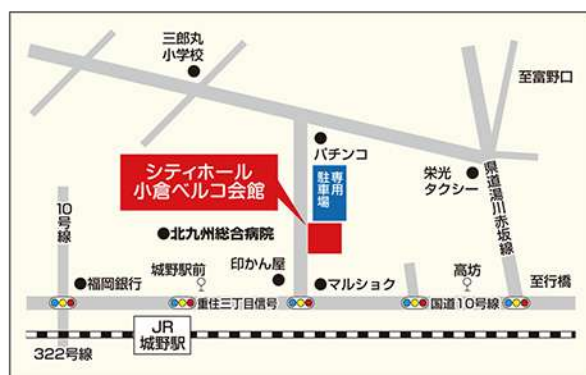 三郎丸
小学校
至富野口
パチンコ
シティホール
小倉ベルコ会館
専用
駐車場
栄光
タクシー
県道湯川赤坂線
10号線
北九州総合病院
福岡銀行
城野駅前
印かん屋
マルショク
高坊
至行橋
重住三丁目信号
国道10号線
JR
城野駅
322号線